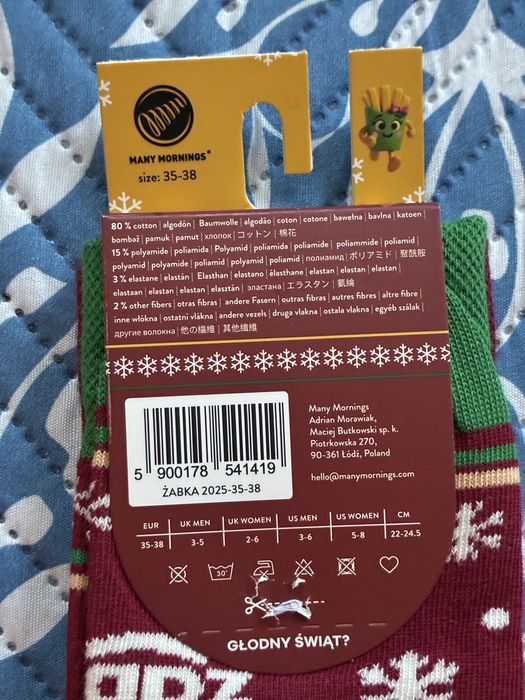 MANY MORNINGS®
size: 35-38
80 % cotton | algodón | Baumwolle | algodão | coton | cotone | bawełna | bavlna | katoen |
bombaž | pamuk | pamut | хлопок | コットン | 棉花
15 % polyamide | poliamida | Polyamid | poliamida | poliamide | poliammide | poliamid |
polyamid | polyamide | poliamid | polyamid | poliamid | полиамид | ポリアミド | 聚酰胺
3 % elastane | elastán | Elasthan | elastano | élasthane | elastan | elastan | elastan |
elastaan | elastan | elastan | elasztán | эластана | エラスタン | 氨纶
2 % other fibers | otras fibras | andere Fasern | outras fibras | autres fibres | altre fibre |
inne włókna | ostatní vlákna | andere vezels | druga vlakna | ostala vlakna | egyéb szálak |
другие волокна | 他の繊維 | 其他纖維
5 900178 541419
ŻABKA 2025-35-38
Many Mornings
Adrian Morawiak,
Maciej Butkowski sp. k.
Piotrkowska 270,
90-361 Łódź, Poland
hello@manymornings.com
EUR UK MEN UK WOMEN US MEN US WOMEN CM
35-38 3-5 2-6 3-6 5-8 22-24.5
30°
GŁODNY ŚWIĄT?